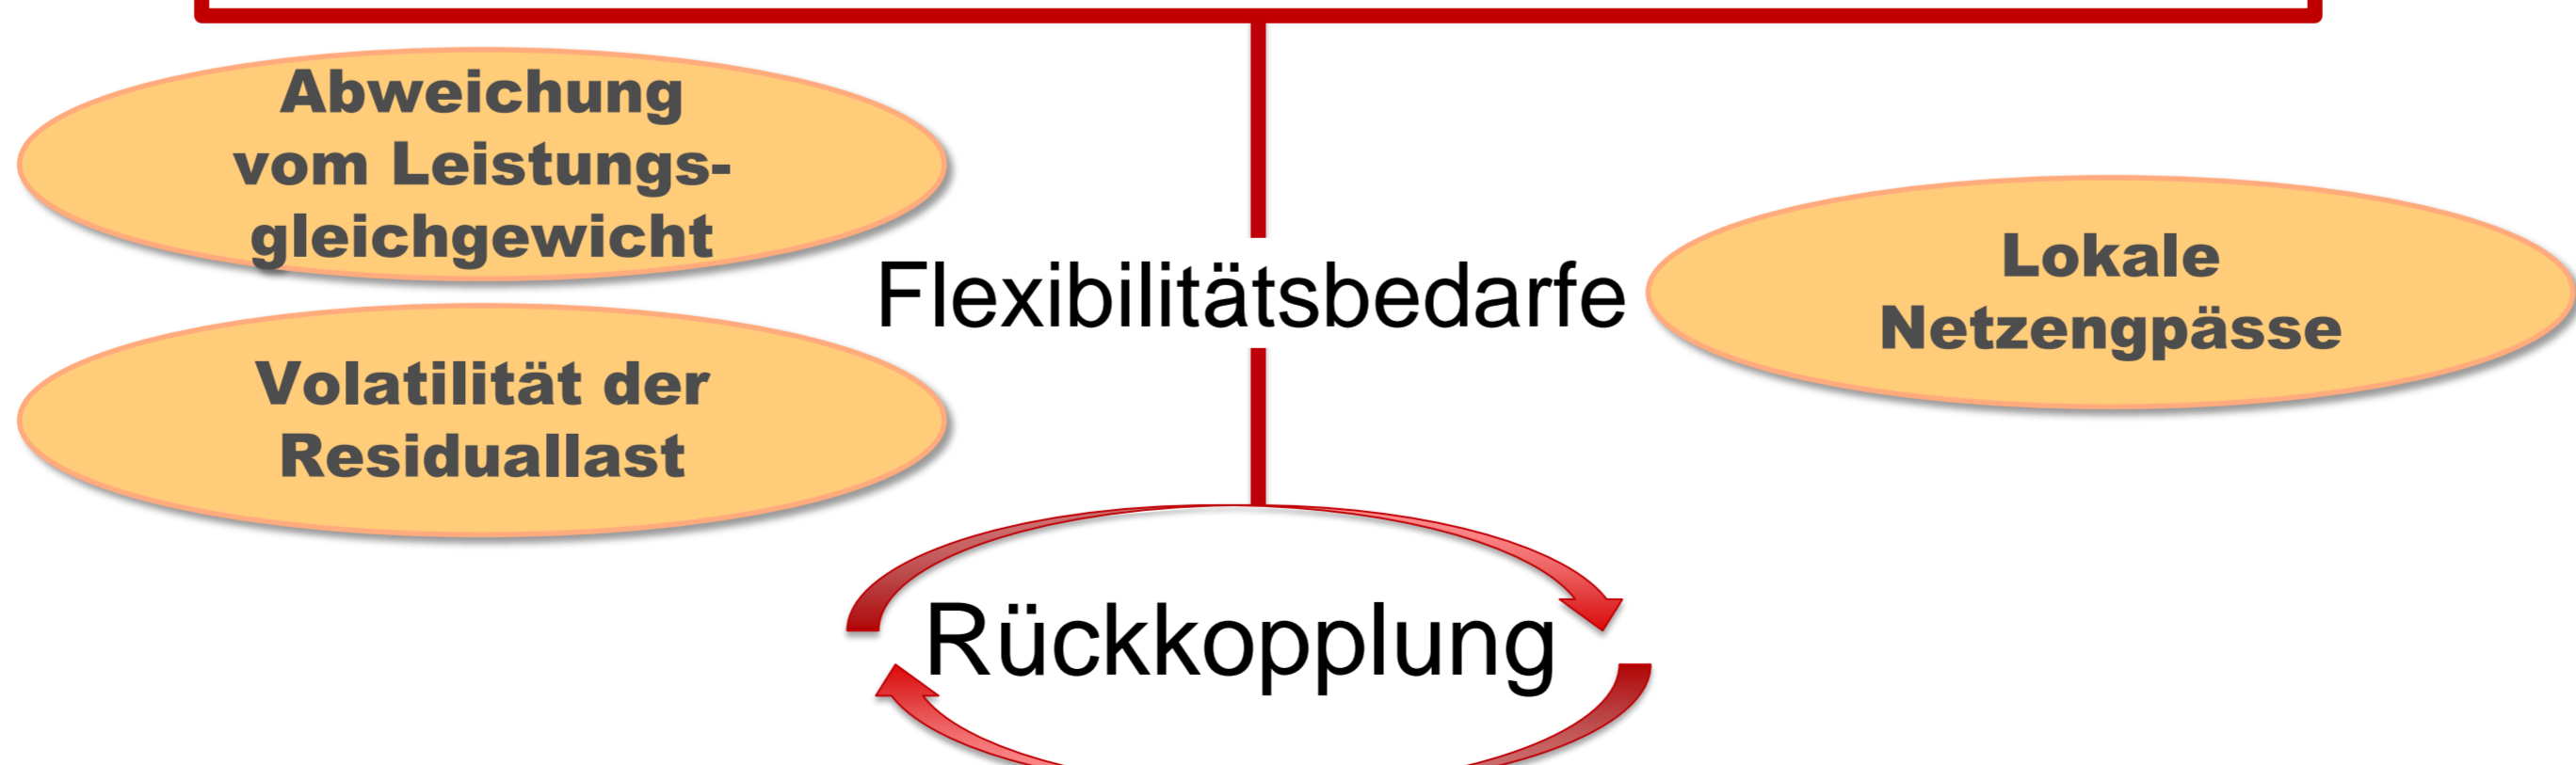 Abweichung
vom Leistungs-
gleichgewicht
Flexibilitätsbedarfe
Lokale
Netzengpässe
Volatilität der
Residuallast
Rückkopplung